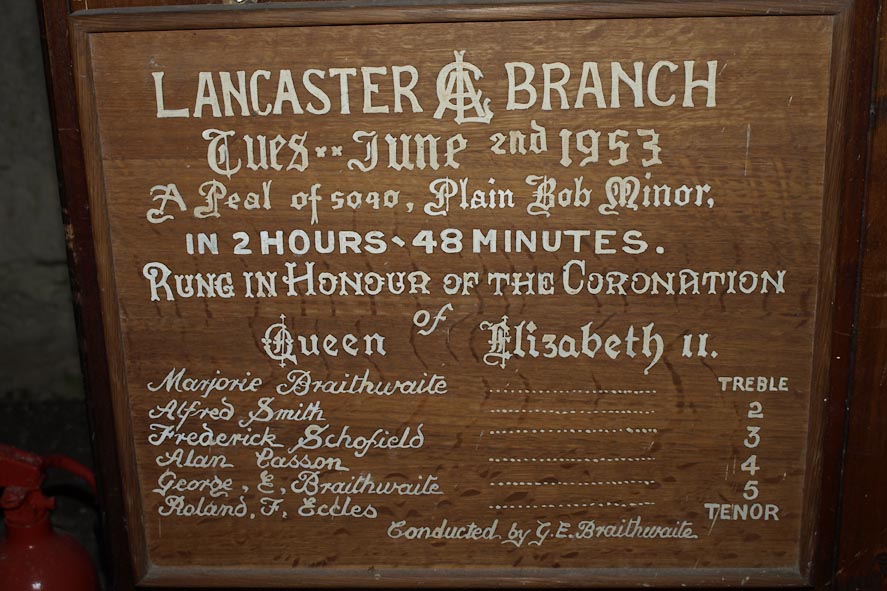 LANCASTER LAC BRANCH
Tues·· June 2nd 1953
A Peal of 5040, Plain Bob Minor,
IN 2 HOURS 48 MINUTES.
RUNG IN HONOUR OF THE CORONATION
of
Queen Elizabeth II.
Marjorie Braithwaite .................... TREBLE
Alfred Smith .................... 2
Frederick Schofield .................... 3
Alan Casson .................... 4
George, E, Braithwaite .................... 5
Roland, F, Eccles .................... TENOR
Conducted by G.E. Braithwaite